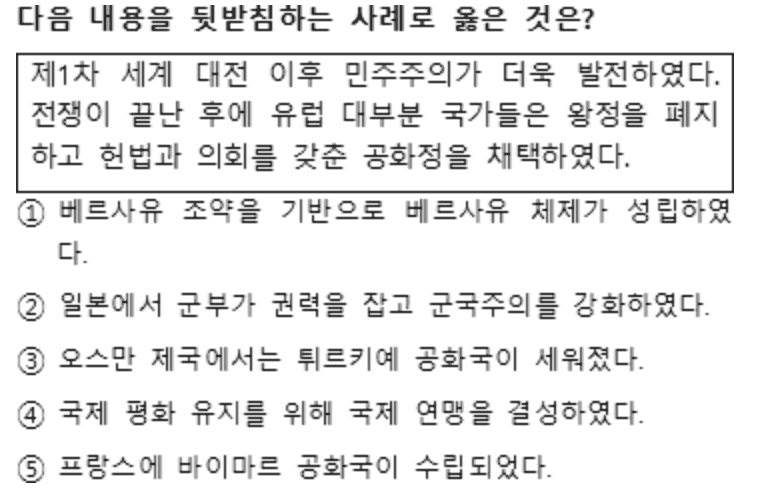 다음 내용을 뒷받침하는 사례로 옳은 것은?
제1차 세계 대전 이후 민주주의가 더욱 발전하였다.
전쟁이 끝난 후에 유럽 대부분 국가들은 왕정을 폐지
하고 헌법과 의회를 갖춘 공화정을 채택하였다.
① 베르사유 조약을 기반으로 베르사유 체제가 성립하였
다.
② 일본에서 군부가 권력을 잡고 군국주의를 강화하였다.
③ 오스만 제국에서는 튀르키예 공화국이 세워졌다.
④ 국제 평화 유지를 위해 국제 연맹을 결성하였다.
⑤ 프랑스에 바이마르 공화국이 수립되었다.